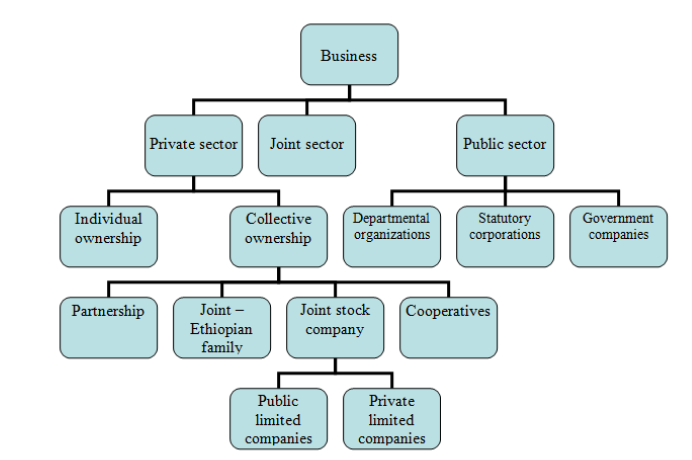 Business
Private sector
Joint sector
Public sector
Individual
ownership
Collective
ownership
Departmental
organizations
Statutory
corporations
Government
companies
Partnership
Joint –
Ethiopian
family
Joint stock
company
Cooperatives
Public
limited
companies
Private
limited
companies